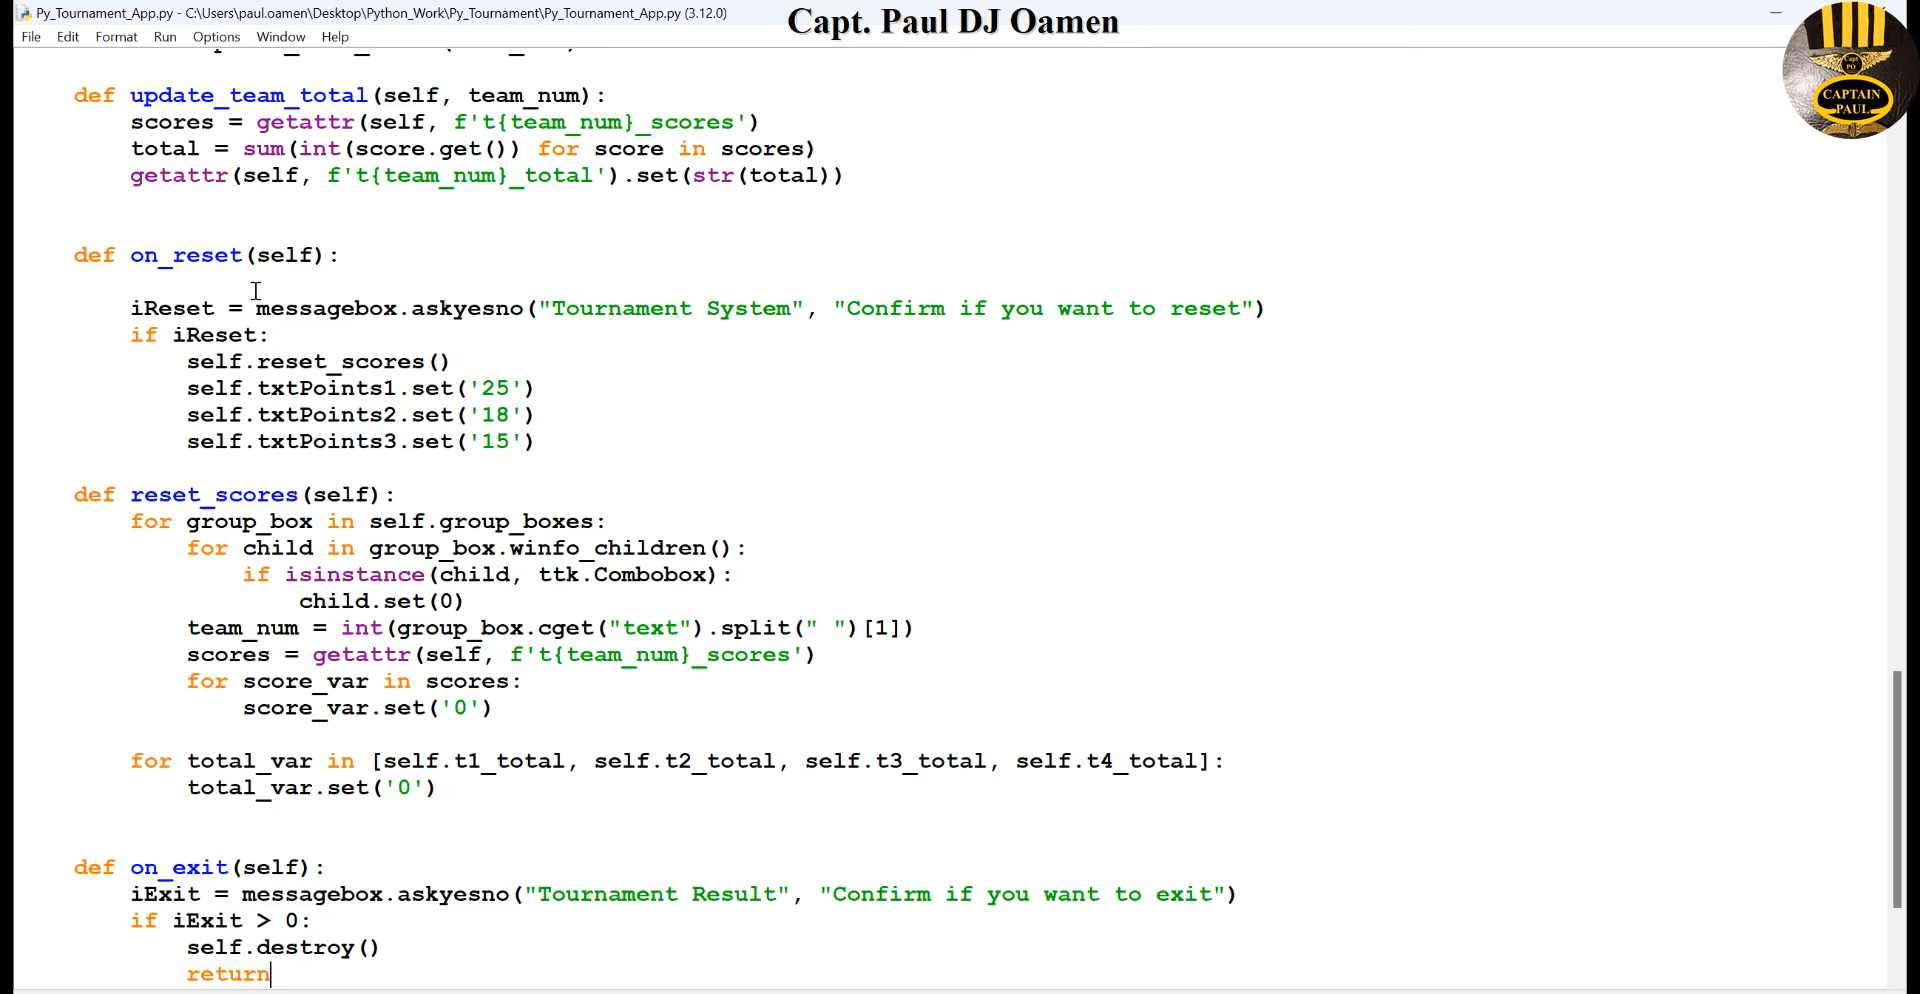 Py_Tournament_App.py - C:\Users\paul.oamen\Desktop\Python_Work\Py_Tournament\Py_Tournament_App.py (3.12.0)
Capt. Paul DJ Oamen
File Edit Format Run Options Window Help
Capt
PO
CAPTAIN
PAUL
def update_team_total(self, team_num):
scores = getattr(self, f't{team_num}_scores')
total = sum(int(score.get()) for score in scores)
getattr(self, f't{team_num}_total').set(str(total))
def on_reset(self):
iReset = messagebox.askyesno("Tournament System", "Confirm if you want to reset")
if iReset:
self.reset_scores()
self.txtPoints1.set('25')
self.txtPoints2.set('18')
self.txtPoints3.set('15')
def reset_scores(self):
for group_box in self.group_boxes:
for child in group_box.winfo_children():
if isinstance(child, ttk.Combobox):
child.set(0)
team_num = int(group_box.cget("text").split(" ")[1])
scores = getattr(self, f't{team_num}_scores')
for score_var in scores:
score_var.set('0')
for total_var in [self.t1_total, self.t2_total, self.t3_total, self.t4_total]:
total_var.set('0')
def on_exit(self):
iExit = messagebox.askyesno("Tournament Result", "Confirm if you want to exit")
if iExit > 0:
self.destroy()
return